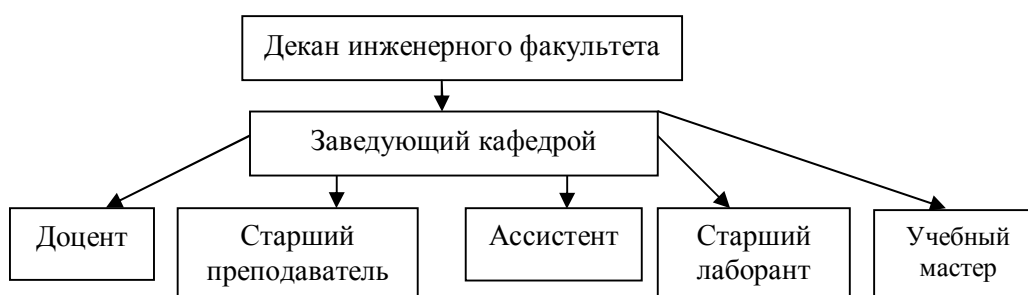 Декан инженерного факультета
Заведующий кафедрой
Доцент
Старший
преподаватель
Ассистент
Старший
лаборант
Учебный
мастер